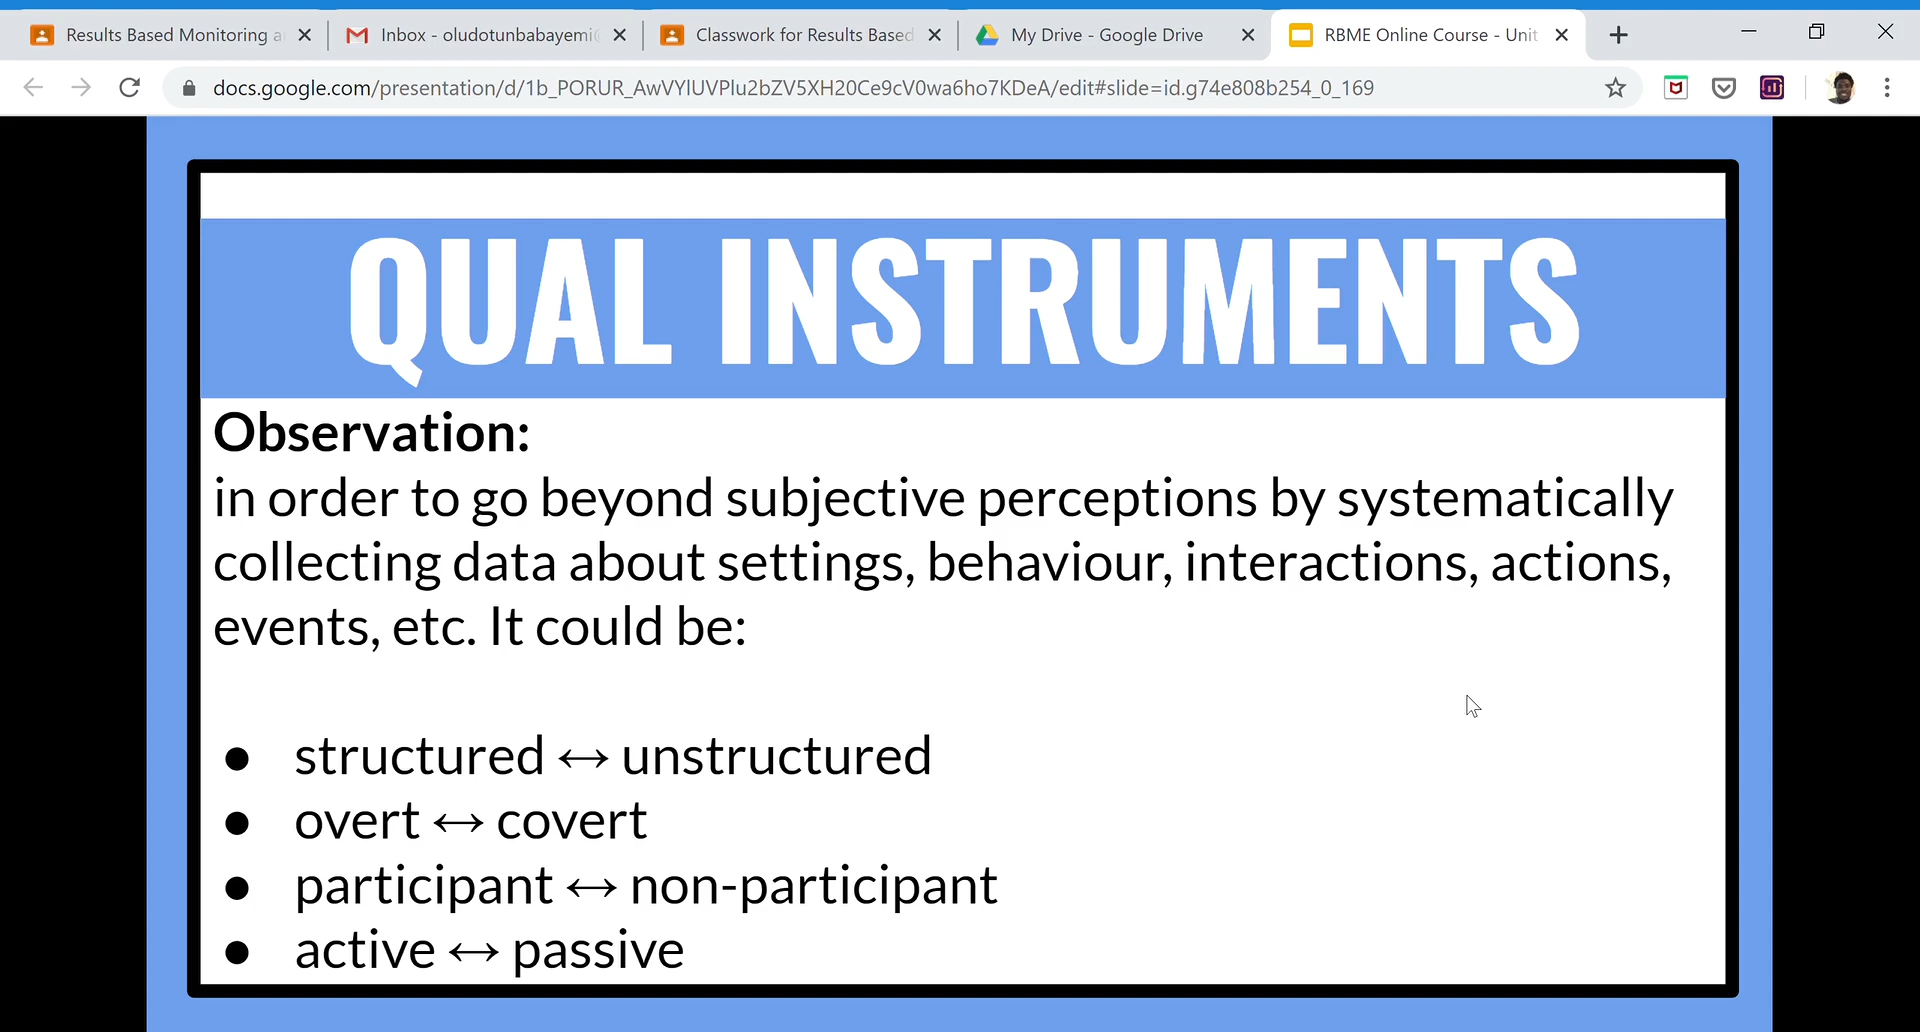 Results Based Monitoring a
Inbox - oludotunbabayemi@
Classwork for Results Based
My Drive - Google Drive
RBME Online Course - Unit
docs.google.com/presentation/d/1b_PORUR_AwVYlUVPlu2bZV5XH20Ce9cV0wa6ho7KDeA/edit#slide=id.g74e808b254_0_169
QUAL INSTRUMENTS
Observation:
in order to go beyond subjective perceptions by systematically
collecting data about settings, behaviour, interactions, actions,
events, etc. It could be:
● structured ↔ unstructured
● overt ↔ covert
● participant ↔ non-participant
● active ↔ passive